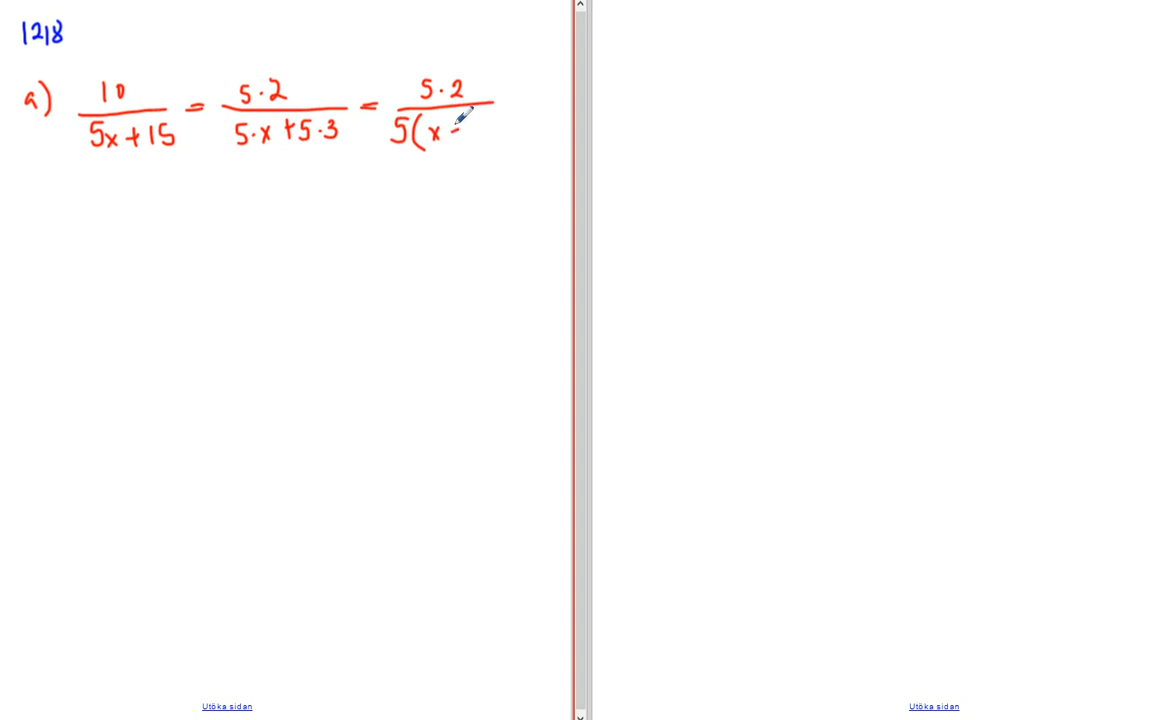 1218
a) 10/(5x+15) = 5·2/(5·x+5·3) = 5·2/5(x -
Utöka sidan
Utöka sidan